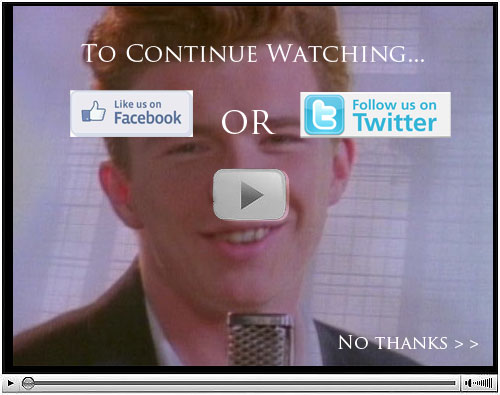 To Continue Watching...
Like us on
Facebook
OR
Follow us on
Twitter
No thanks > >